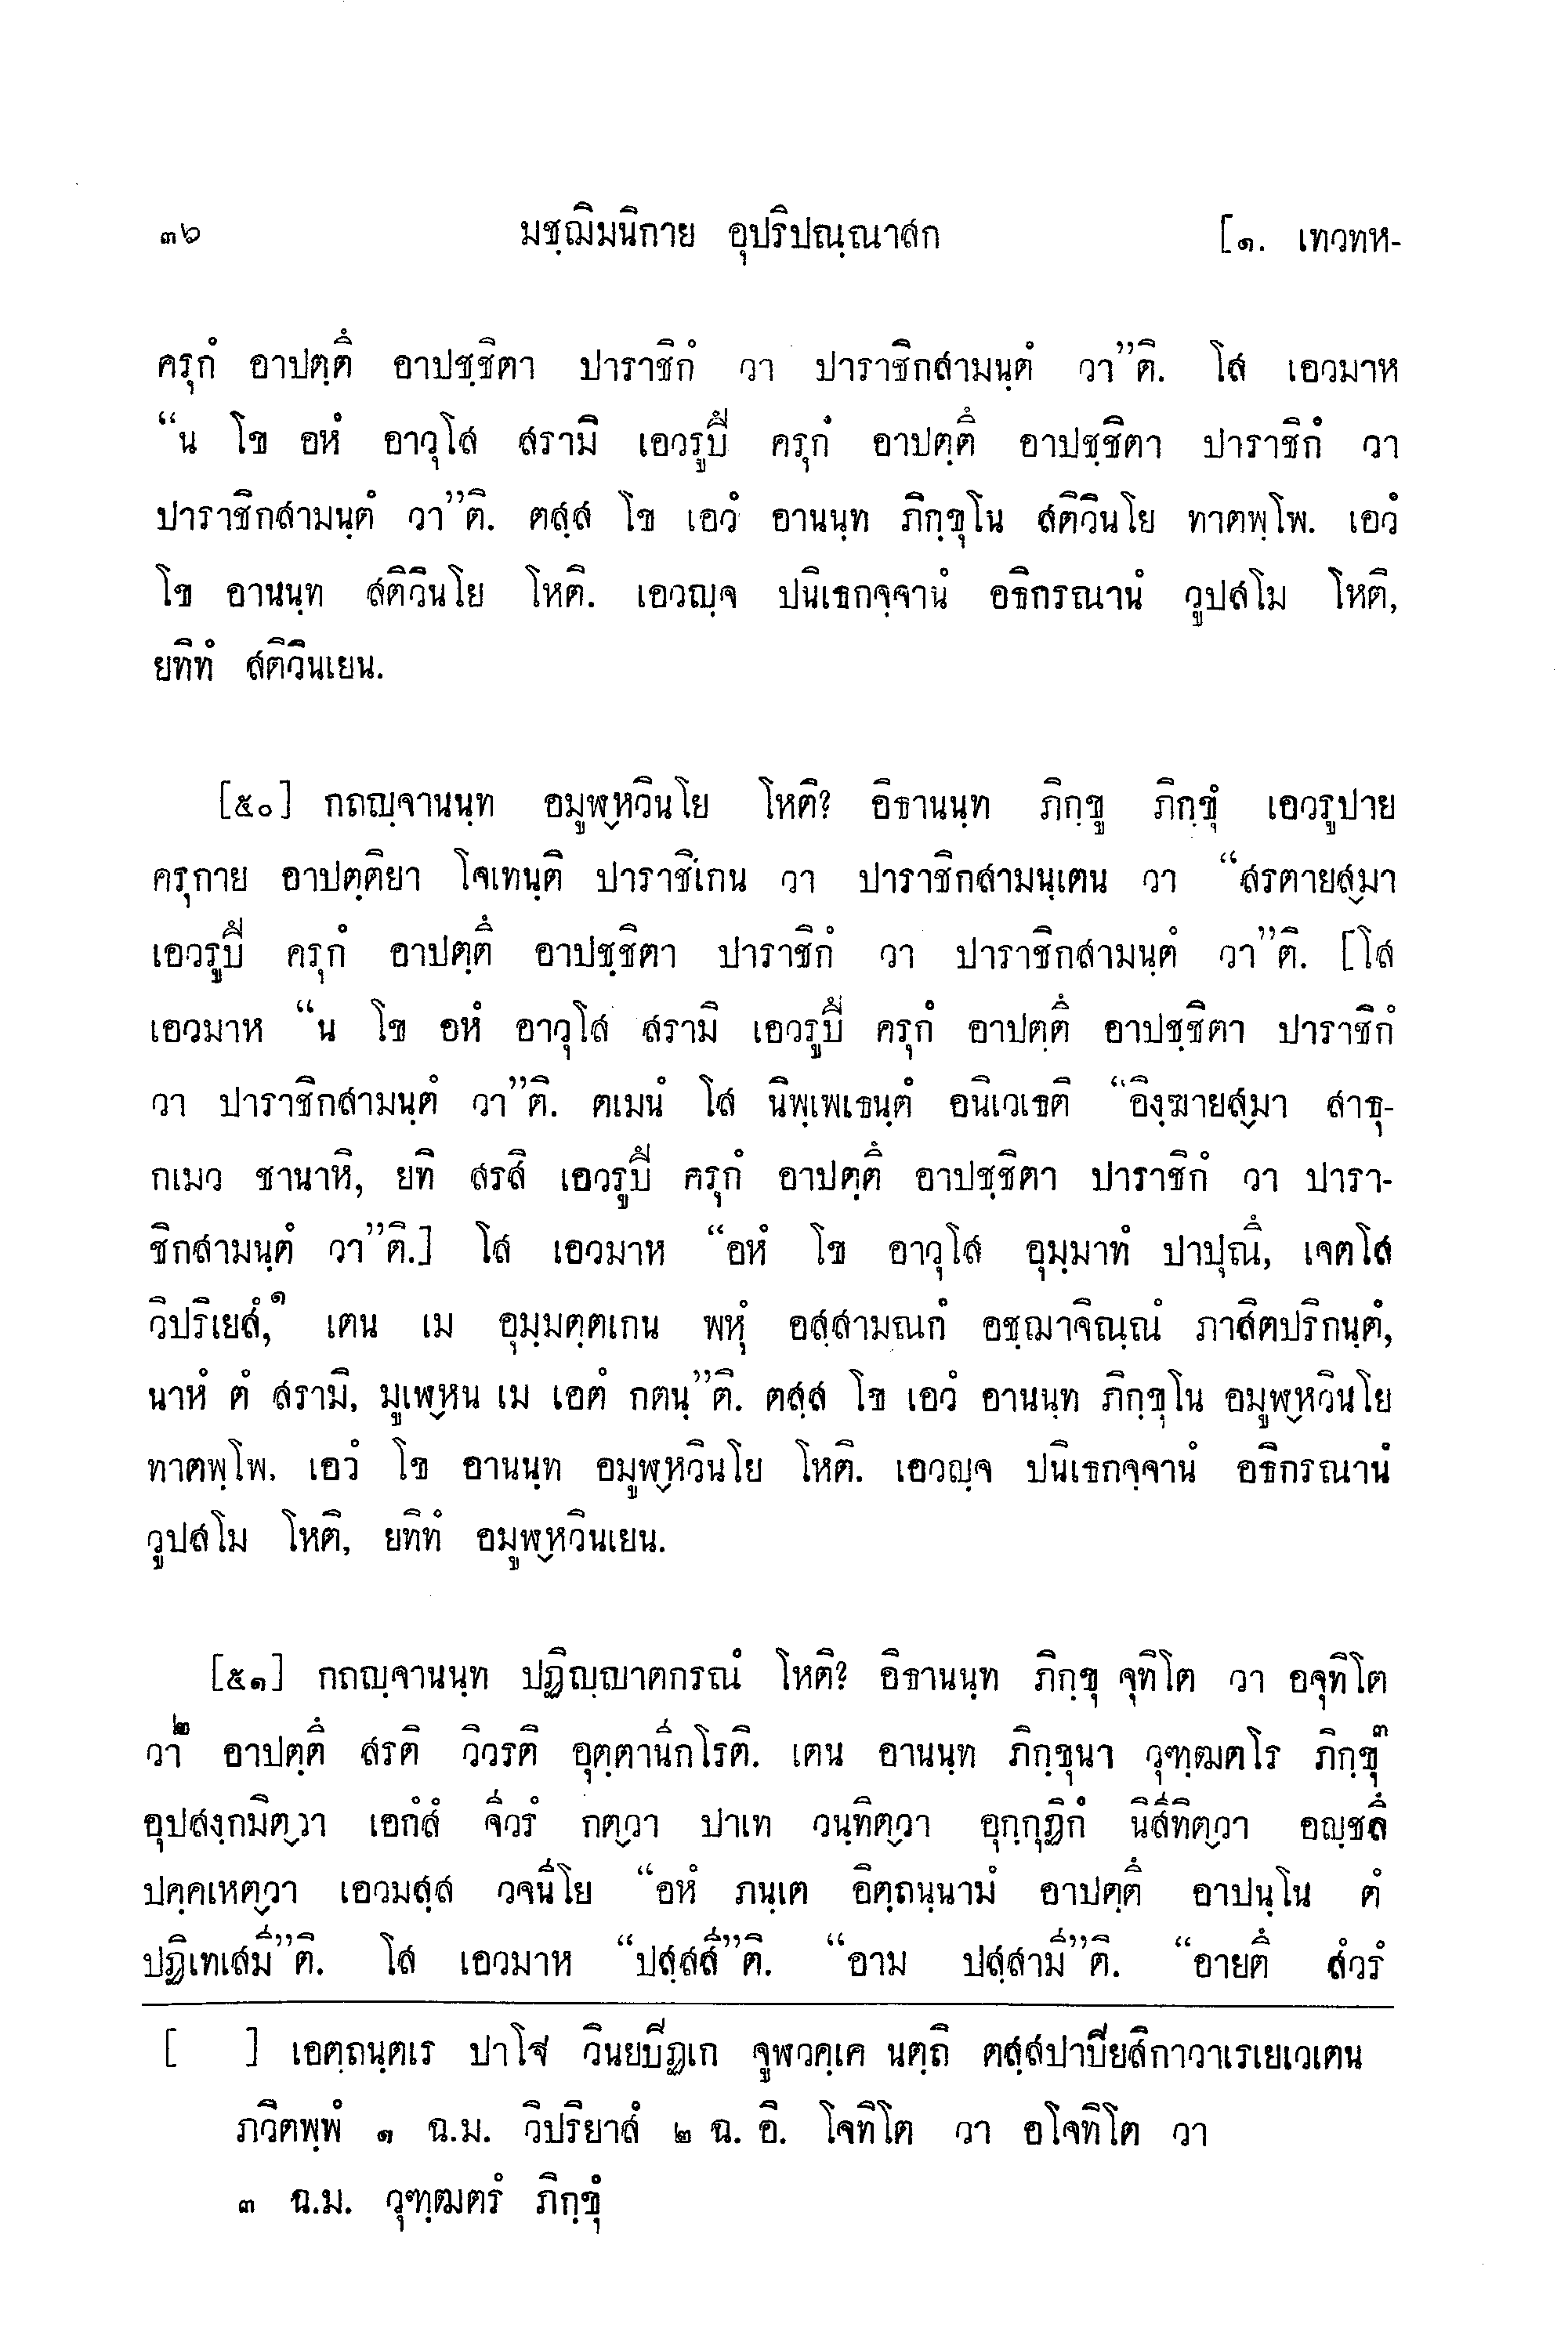 ๓๖ มชฺฌิมนิกาย อุปริปณฺณาสก [๑. เทวทห-
ครุกํ อาปตฺตึ อาปชฺชิตา ปาราชิกํ วา ปาราชิกสามนฺตํ วา”ติ. โส เอวมาห
“น โข อหํ อาวุโส สรามิ เอวรูปึ ครุกํ อาปตฺตึ อาปชฺชิตา ปาราชิกํ วา
ปาราชิกสามนฺตํ วา”ติ. ตสฺส โข เอวํ อานนฺท ภิกฺขุโน สติวินโย ทาตพฺโพ. เอวํ
โข อานนฺท สติวินโย โหติ. เอวญฺจ ปนิเธกจฺจานํ อธิกรณานํ วูปสโม โหติ,
ยทิทํ สติวินเยน.
[๕๐] กถญฺจานนฺท อมูฬฺหวินโย โหติ? อิธานนฺท ภิกฺขู ภิกฺขุํ เอวรูปาย
ครุกาย อาปตฺติยา โจเทนฺติ ปาราชิเกน วา ปาราชิกสามนฺเตน วา “สรตายสฺมา
เอวรูปึ ครุกํ อาปตฺตึ อาปชฺชิตา ปาราชิกํ วา ปาราชิกสามนฺตํ วา”ติ. [โส
เอวมาห “น โข อหํ อาวุโส สรามิ เอวรูปึ ครุกํ อาปตฺตึ อาปชฺชิตา ปาราชิกํ
วา ปาราชิกสามนฺตํ วา”ติ. ตเมนํ โส นิพฺเพเธนฺตํ อนิเวเธติ “อิงฺฆายสฺมา สาธุ-
กเมว ชานาหิ, ยทิ สรสิ เอวรูปึ ครุกํ อาปตฺตึ อาปชฺชิตา ปาราชิกํ วา ปารา-
ชิกสามนฺตํ วา”ติ.] โส เอวมาห “อหํ โข อาวุโส อุมฺมาทํ ปาปุณึ, เจตโส
วิปริเยสํ,๑ เตน เม อุมฺมตฺตเกน พหุํ อสฺสามณกํ อชฺฌาจิณฺณํ ภาสิตปริกนฺตํ,
นาหํ ตํ สรามิ, มูเฬฺหน เม เอตํ กตนฺ”ติ. ตสฺส โข เอวํ อานนฺท ภิกฺขุโน อมูฬฺหวินโย
ทาตพฺโพ. เอวํ โข อานนฺท อมูฬฺหวินโย โหติ. เอวญฺจ ปนิเธกจฺจานํ อธิกรณานํ
วูปสโม โหติ, ยทิทํ อมูฬฺหวินเยน.
[๕๑] กถญฺจานนฺท ปฏิญฺญาตกรณํ โหติ? อิธานนฺท ภิกฺขุ จุทิโต วา อจุทิโต
วา๒ อาปตฺตึ สรติ วิวรติ อุตฺตานีกโรติ. เตน อานนฺท ภิกฺขุนา วุฑฺฒตโร ภิกฺขุ๓
อุปสงฺกมิตฺวา เอกํสํ จีวรํ กตฺวา ปาเท วนฺทิตฺวา อุกฺกุฏิกํ นิสีทิตฺวา อญฺชลึ
ปคฺคเหตฺวา เอวมสฺส วจนีโย “อหํ ภนฺเต อิตฺถนฺนามํ อาปตฺตึ อาปนฺโน ตํ
ปฏิเทเสมี”ติ. โส เอวมาห “ปสฺสสี”ติ. “อาม ปสฺสามี”ติ. “อายตึ สํวรํ
[ ] เอตฺถนฺตเร ปาโฐ วินยปิฏเก จูฬวคฺเค นตฺถิ ตสฺสปาปิยสิกาวาเรเยเวเตน
ภวิตพฺพํ ๑ ฉ.ม. วิปริยาสํ ๒ ฉ. อิ. โจทิโต วา อโจทิโต วา
๓ ฉ.ม. วุฑฺฒตรํ ภิกฺขุํ